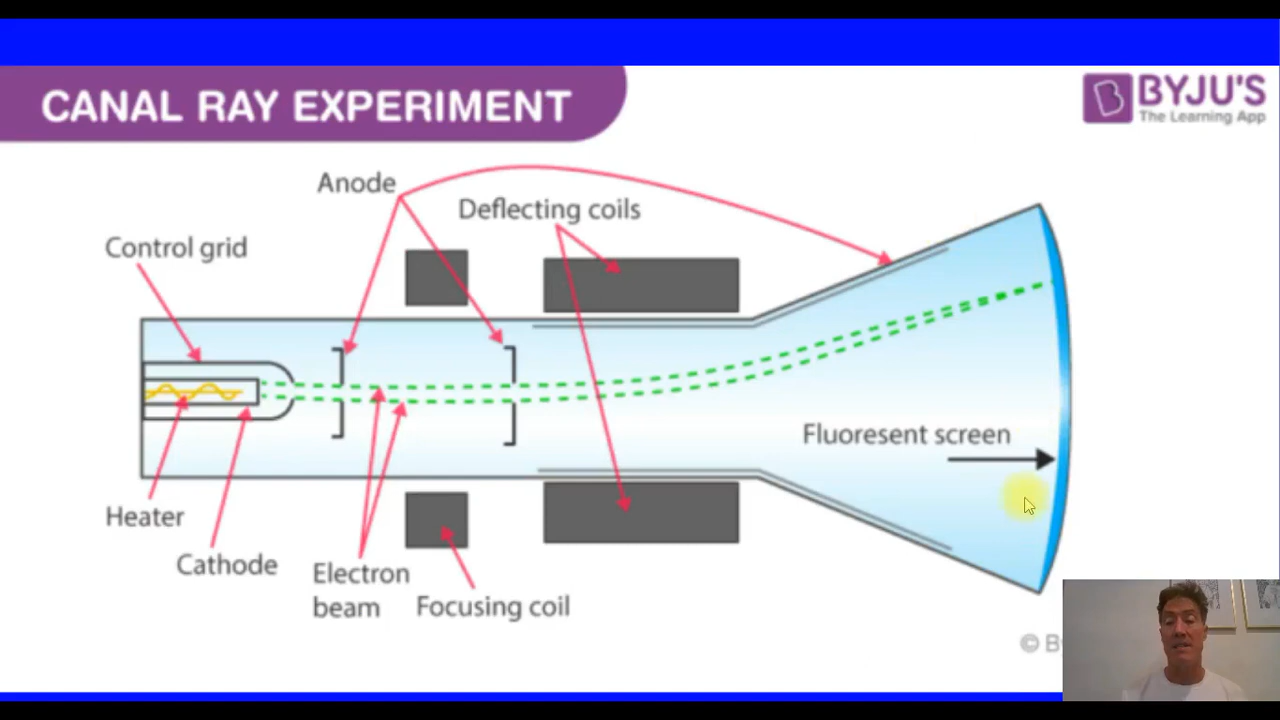 CANAL RAY EXPERIMENT
BYJU'S
The Learning App
Anode
Deflecting coils
Control grid
Fluoresent screen
Heater
Cathode
Electron
beam
Focusing coil
© B